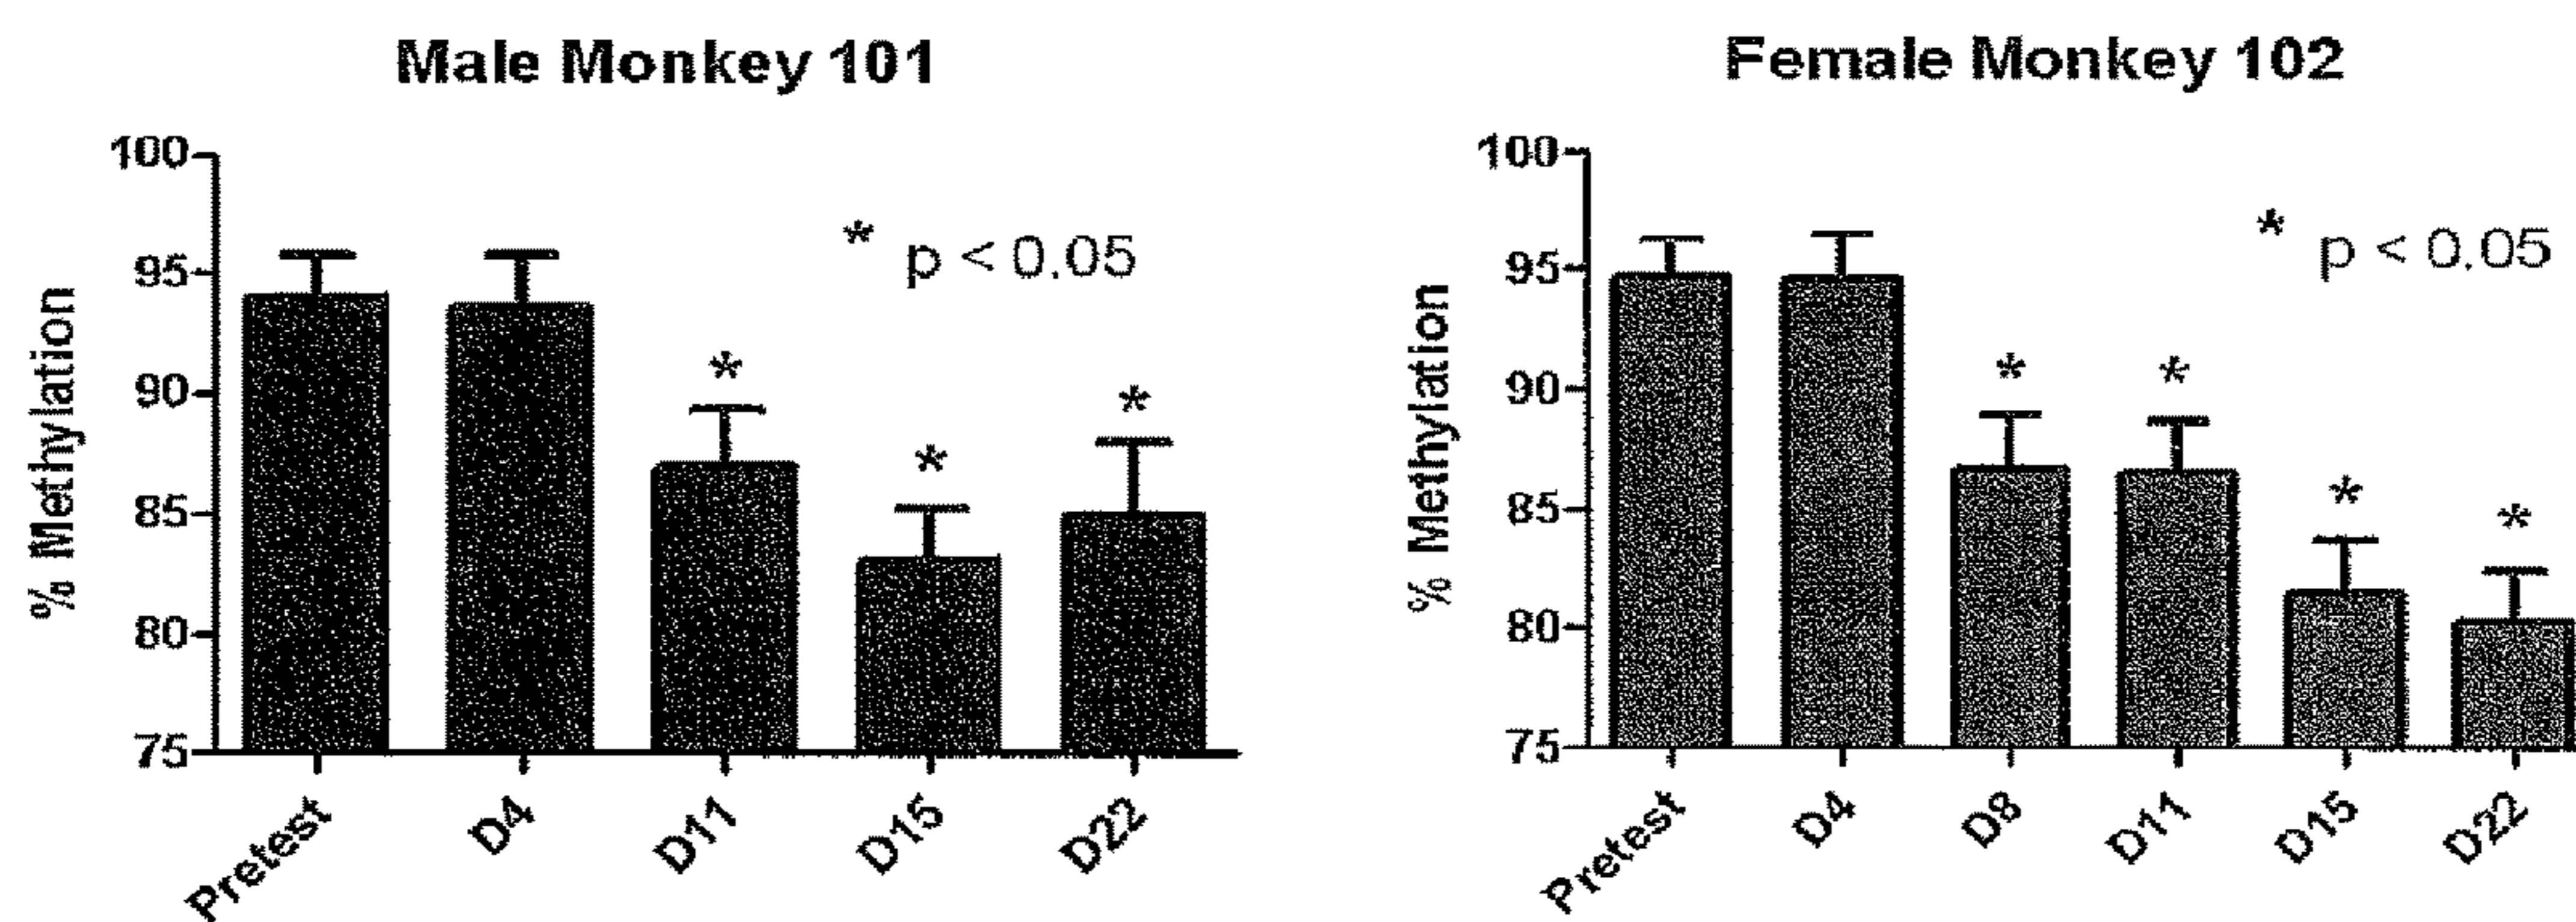 Male Monkey 101
% Methylation
100
95
90
85
80
75
* p < 0.05
*
*
*
Pretest
D4
D11
D15
D22
Female Monkey 102
% Methylation
100
95
90
85
80
75
* p < 0.05
*
*
*
*
Pretest
D4
D8
D11
D15
D22